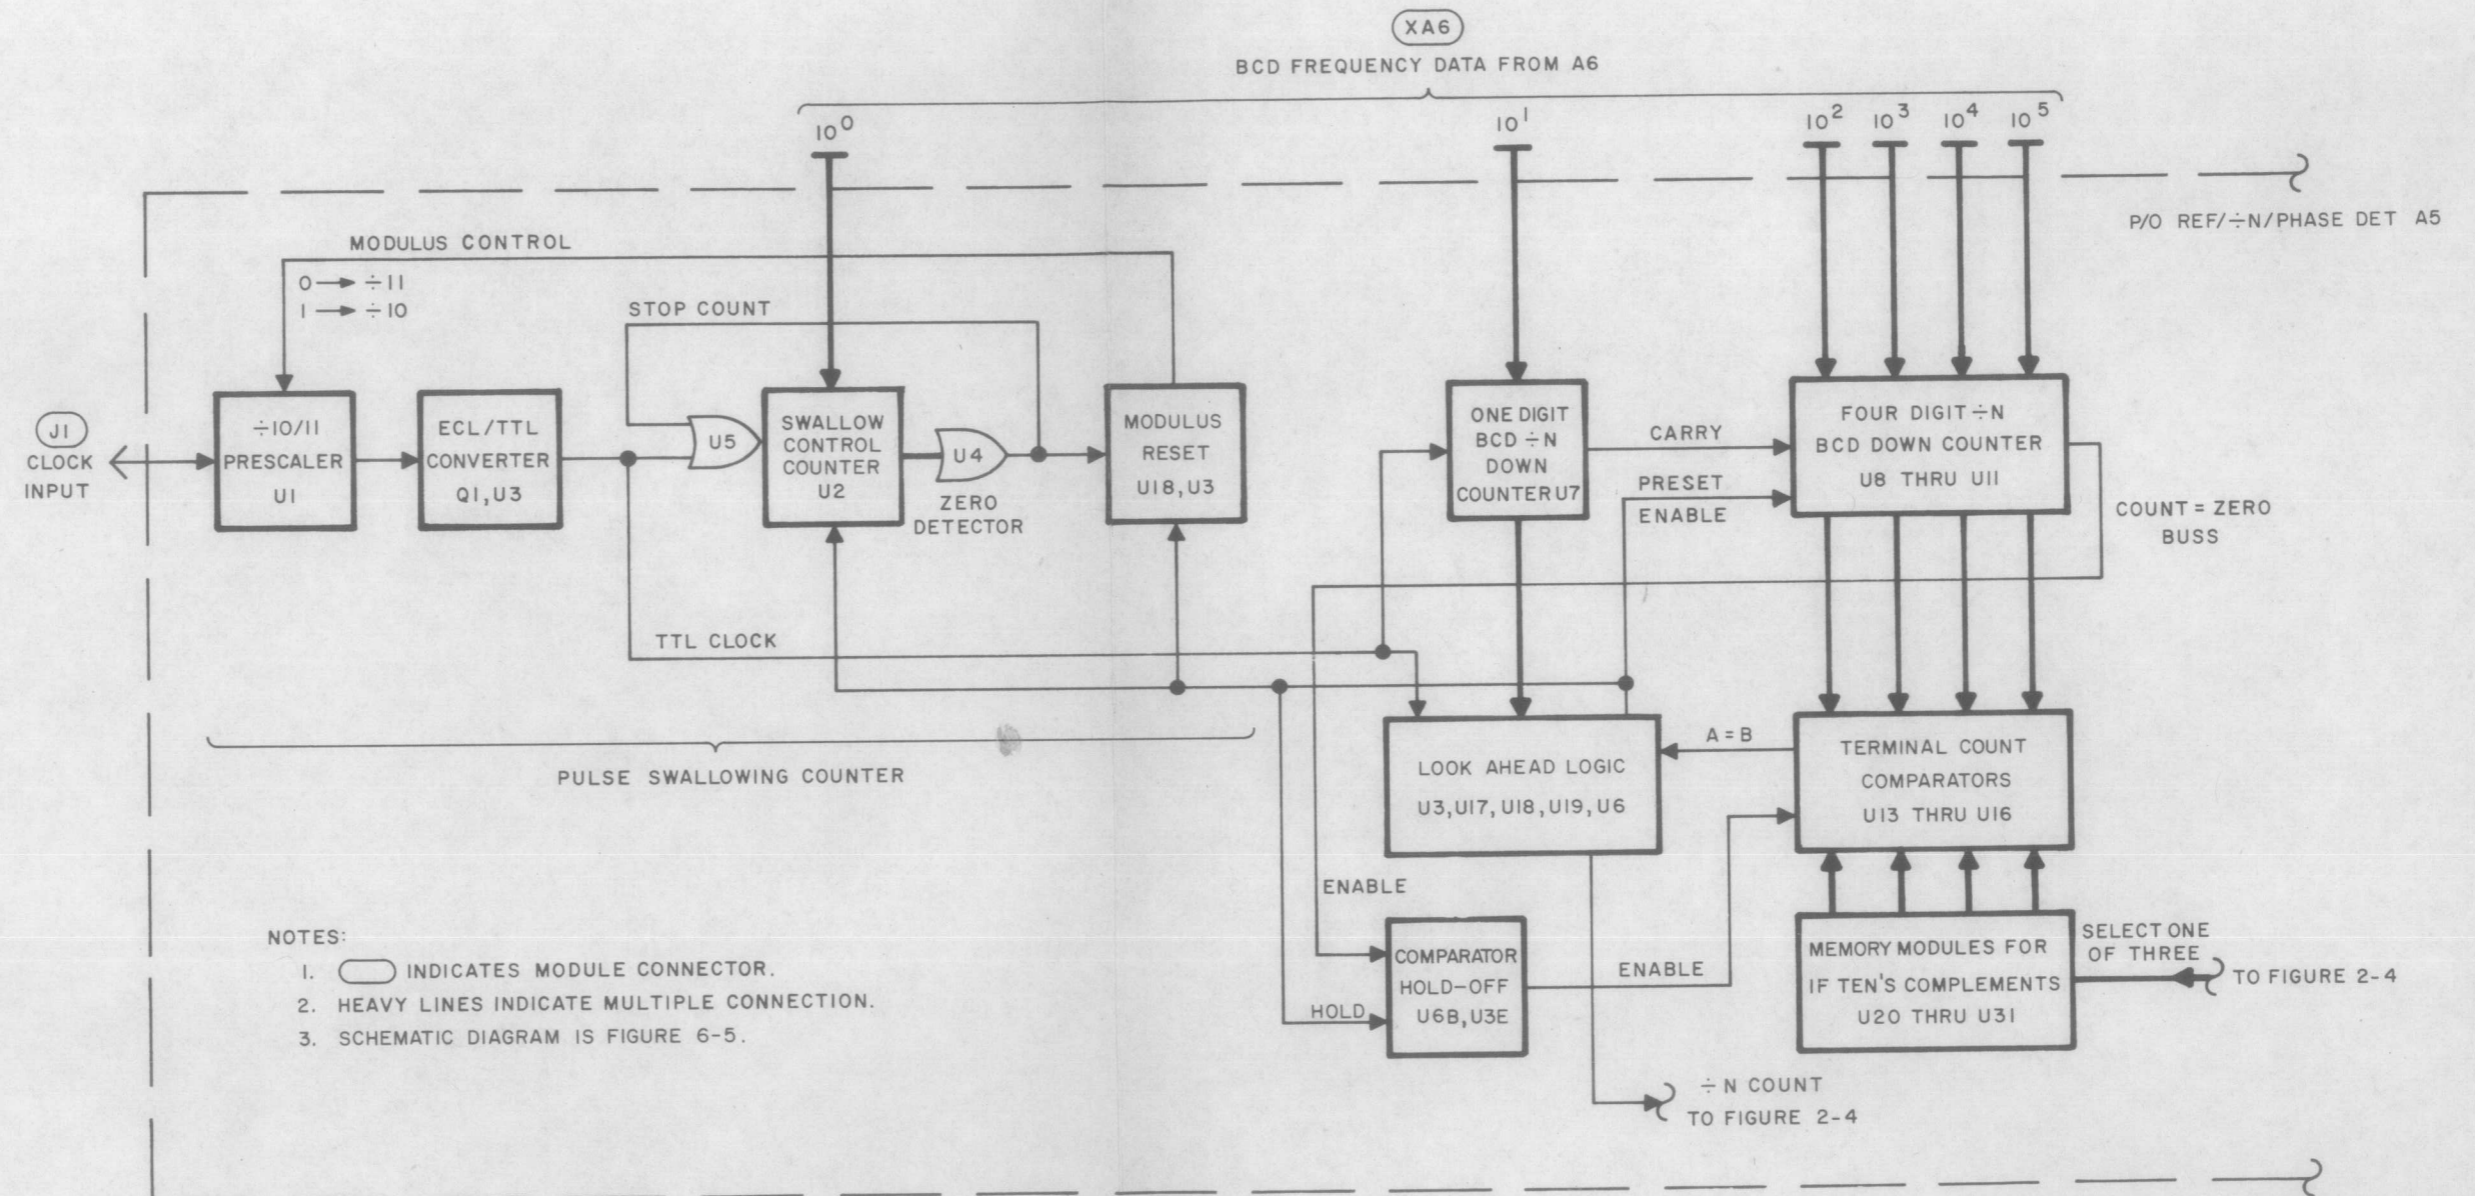 XA6
BCD FREQUENCY DATA FROM A6
10⁰
10¹
10²
10³
10⁴
10⁵
P/O REF/÷N/PHASE DET A5
MODULUS CONTROL
0 → ÷11
1 → ÷10
STOP COUNT
J1
CLOCK
INPUT
÷10/11
PRESCALER
U1
ECL/TTL
CONVERTER
Q1,U3
U5
SWALLOW
CONTROL
COUNTER
U2
U4
ZERO
DETECTOR
MODULUS
RESET
U18,U3
ONE DIGIT
BCD ÷N
DOWN
COUNTER U7
CARRY
PRESET
ENABLE
FOUR DIGIT ÷N
BCD DOWN COUNTER
U8 THRU U11
COUNT = ZERO
BUSS
TTL CLOCK
PULSE SWALLOWING COUNTER
LOOK AHEAD LOGIC
U3,U17,U18,U19,U6
A=B
TERMINAL COUNT
COMPARATORS
U13 THRU U16
ENABLE
HOLD
COMPARATOR
HOLD-OFF
U6B,U3E
ENABLE
MEMORY MODULES FOR
IF TEN'S COMPLEMENTS
U20 THRU U31
SELECT ONE
OF THREE
TO FIGURE 2-4
÷N COUNT
TO FIGURE 2-4
NOTES:
1. INDICATES MODULE CONNECTOR.
2. HEAVY LINES INDICATE MULTIPLE CONNECTION.
3. SCHEMATIC DIAGRAM IS FIGURE 6-5.